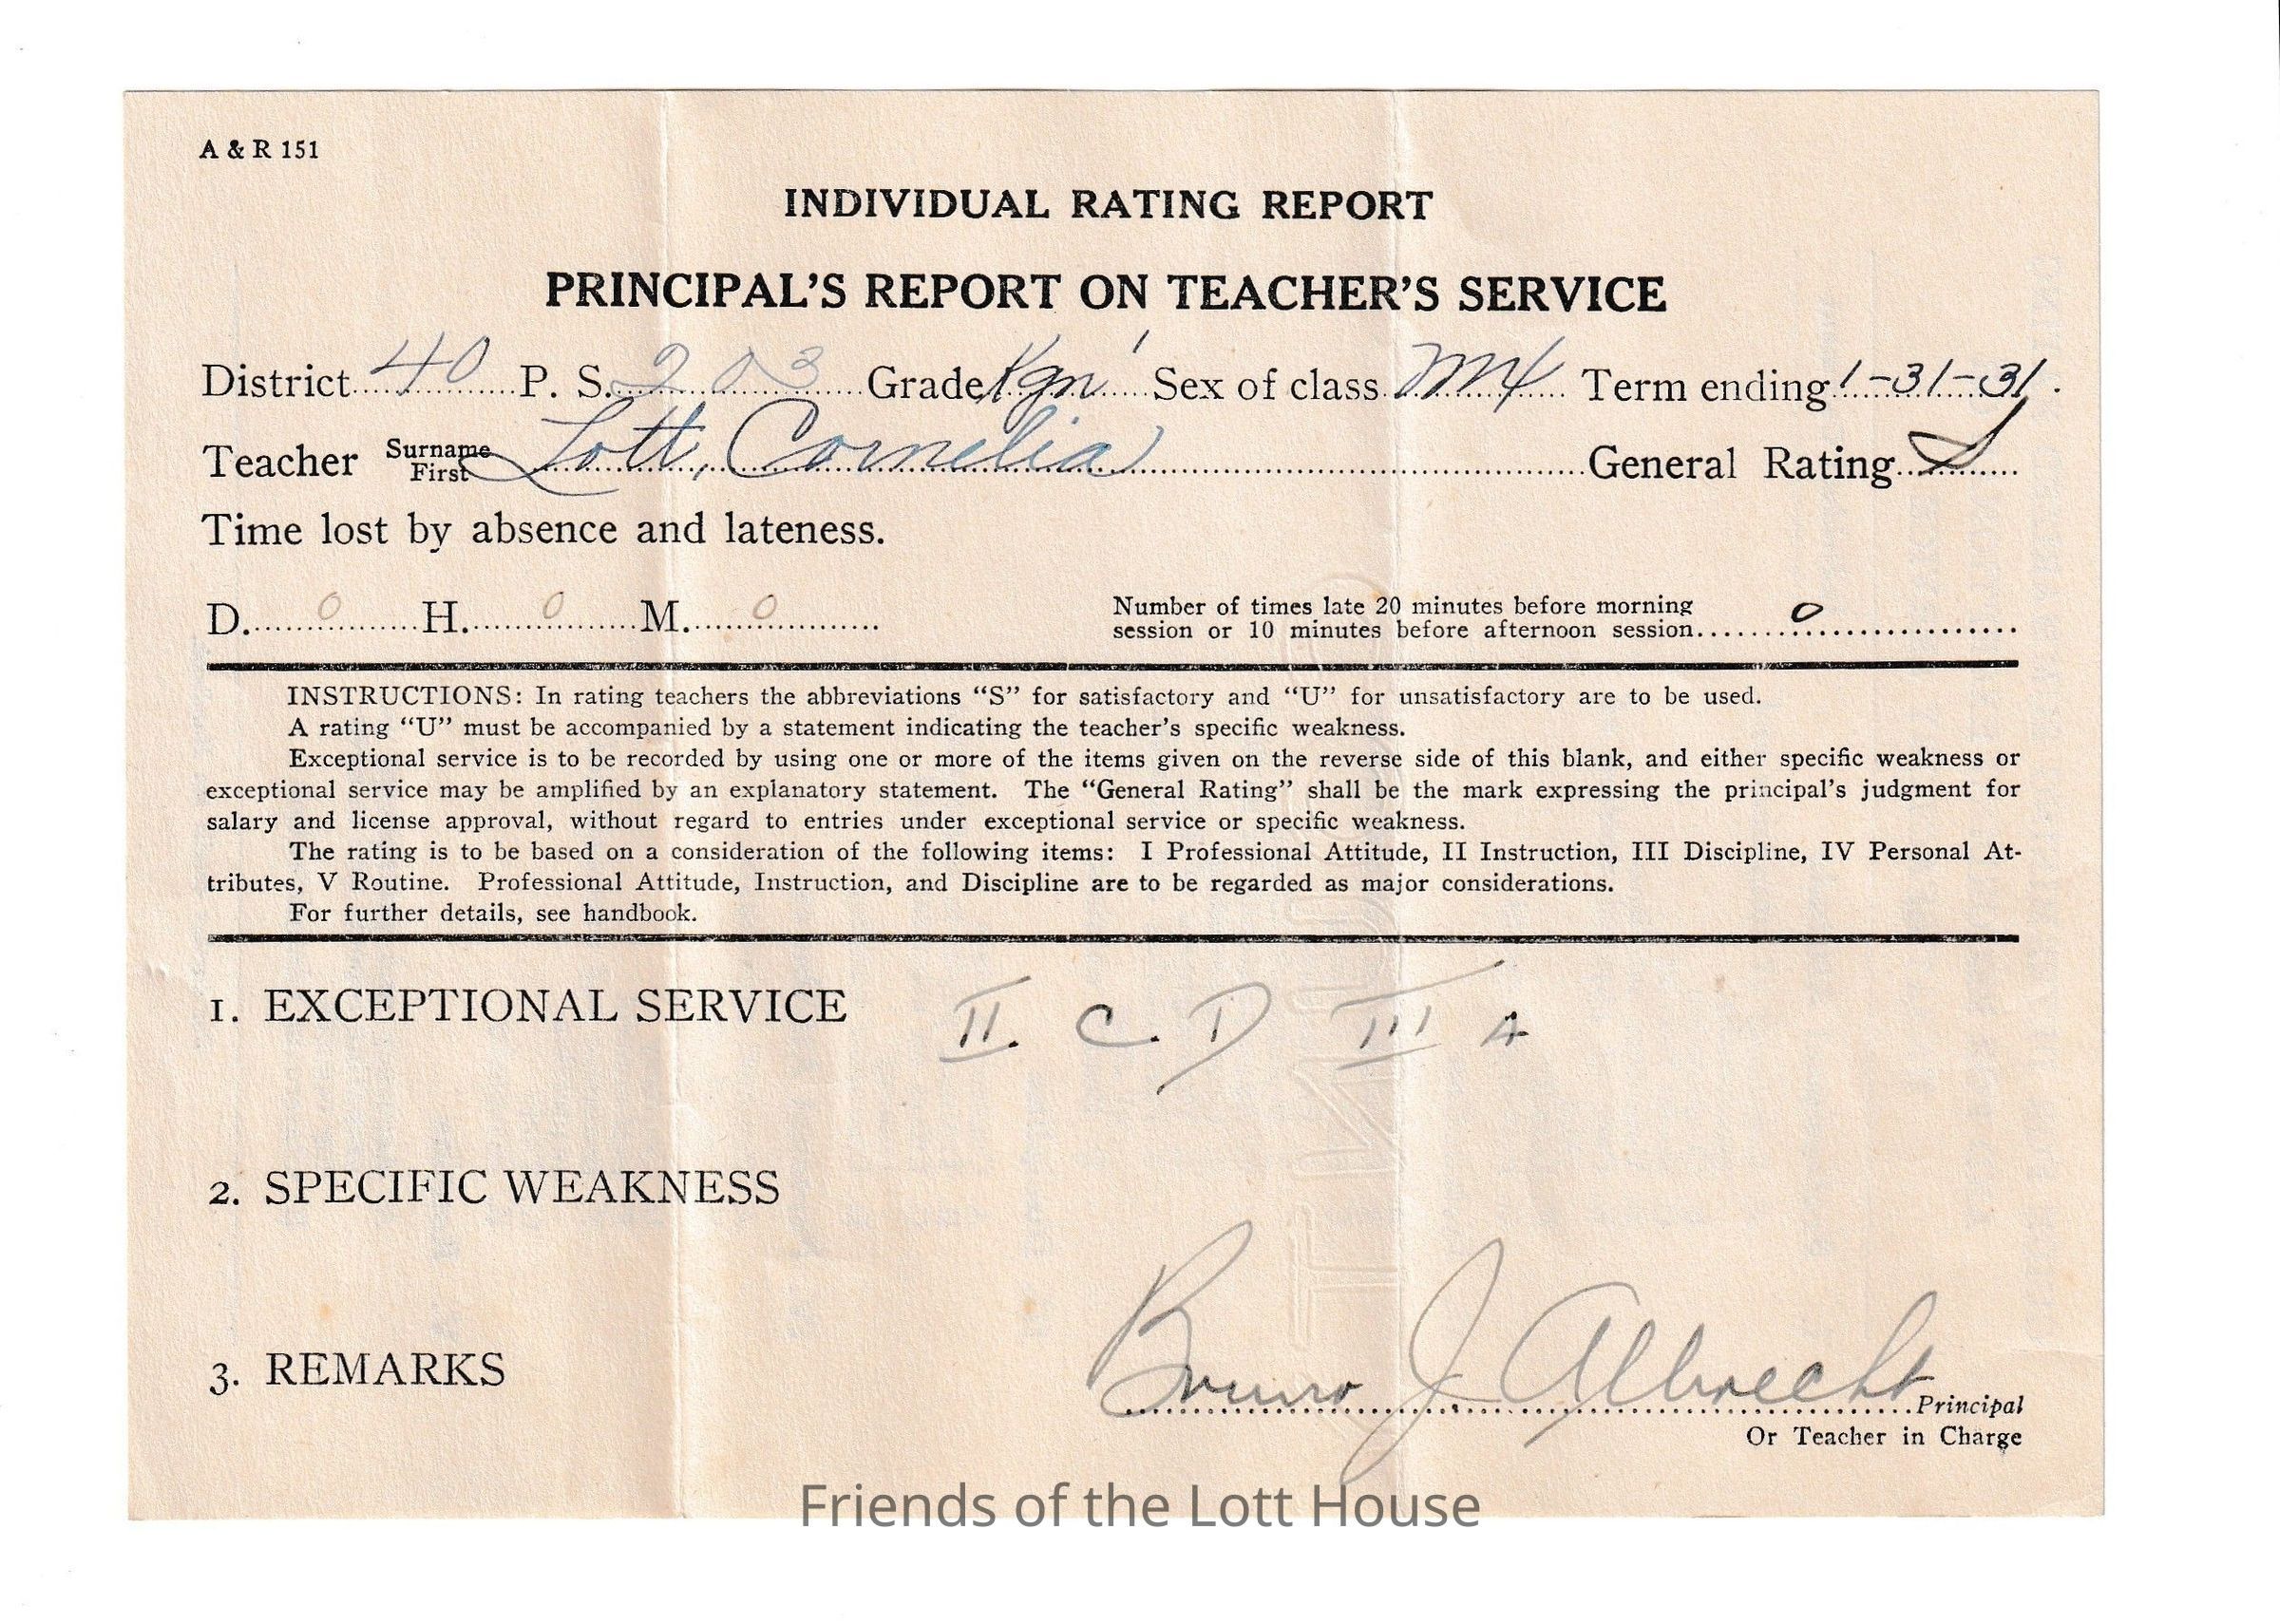 A & R 151
INDIVIDUAL RATING REPORT
PRINCIPAL'S REPORT ON TEACHER'S SERVICE
District 40 P. S. 203 Grade Kgn' Sex of class Mx Term ending 1-31-31.
Teacher Surname First Lott, Cornelia General Rating S
Time lost by absence and lateness.
D. 0 H. 0 M. 0 Number of times late 20 minutes before morning
session or 10 minutes before afternoon session 0
INSTRUCTIONS: In rating teachers the abbreviations “S” for satisfactory and “U” for unsatisfactory are to be used.
A rating “U” must be accompanied by a statement indicating the teacher's specific weakness.
Exceptional service is to be recorded by using one or more of the items given on the reverse side of this blank, and either specific weakness or
exceptional service may be amplified by an explanatory statement. The “General Rating” shall be the mark expressing the principal's judgment for
salary and license approval, without regard to entries under exceptional service or specific weakness.
The rating is to be based on a consideration of the following items: I Professional Attitude, II Instruction, III Discipline, IV Personal At-
tributes, V Routine. Professional Attitude, Instruction, and Discipline are to be regarded as major considerations.
For further details, see handbook.
1. EXCEPTIONAL SERVICE II. C. D III A
2. SPECIFIC WEAKNESS
3. REMARKS
Bruno J Albrecht Principal
Or Teacher in Charge
Friends of the Lott House